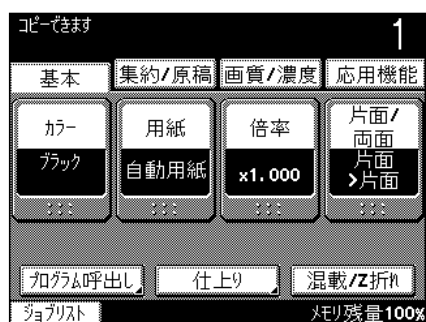 ｺﾋﾟｰできます
1
基本 集約/原稿 画質/濃度 応用機能
ｶﾗｰ 用紙 倍率 片面/
両面
ﾌﾞﾗｯｸ 自動用紙 x1.000 片面
>片面
ﾌﾟﾛｸﾞﾗﾑ呼出し 仕上り 混載/Z折れ
ｼﾞｮﾌﾞﾘｽﾄ ﾒﾓﾘ残量100%